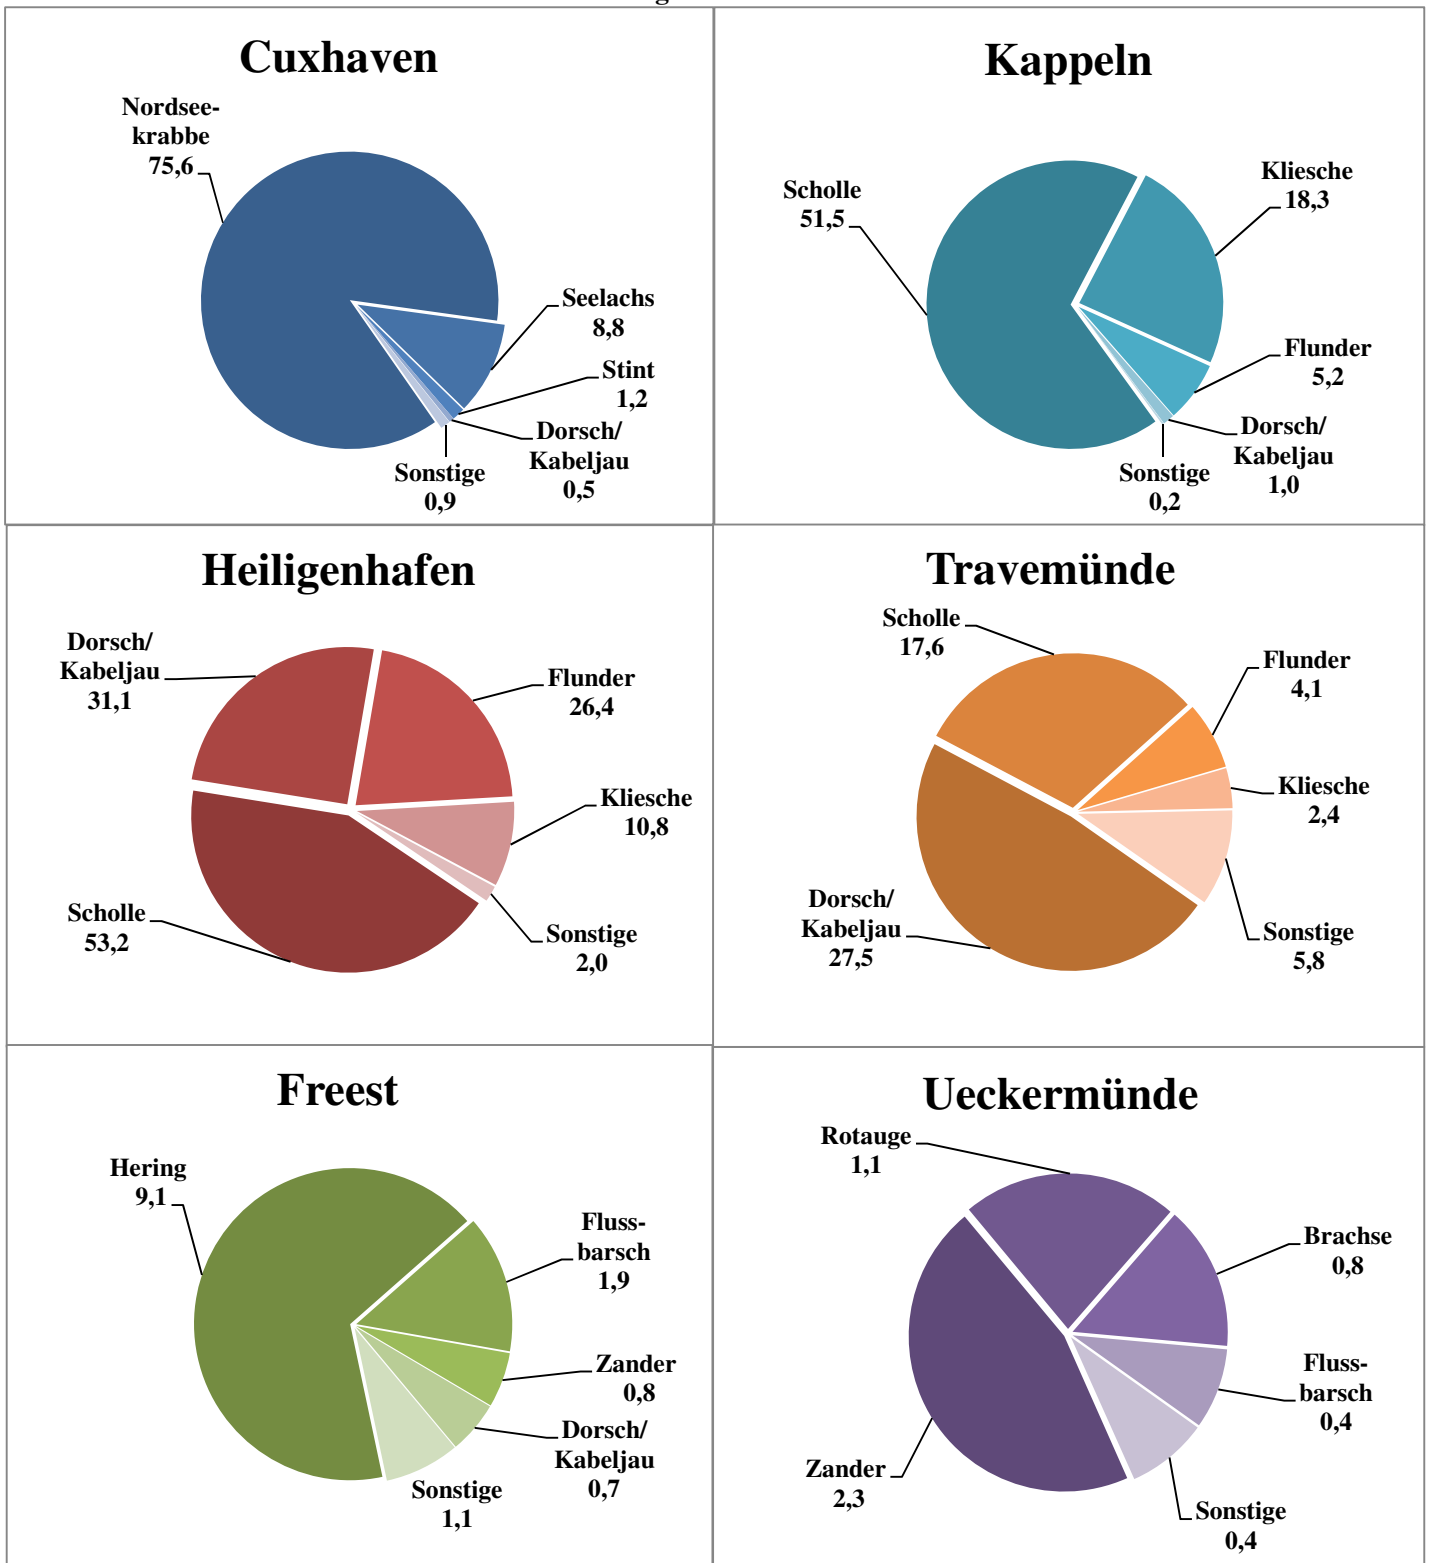 Cuxhaven
Nordsee-
krabbe
75,6
Seelachs
8,8
Stint
1,2
Dorsch/
Kabeljau
0,5
Sonstige
0,9
Kappeln
Scholle
51,5
Kliesche
18,3
Flunder
5,2
Dorsch/
Kabeljau
1,0
Sonstige
0,2
Heiligenhafen
Dorsch/
Kabeljau
31,1
Flunder
26,4
Kliesche
10,8
Sonstige
2,0
Scholle
53,2
Travemünde
Scholle
17,6
Flunder
4,1
Kliesche
2,4
Sonstige
5,8
Dorsch/
Kabeljau
27,5
Freest
Hering
9,1
Fluss-
barsch
1,9
Zander
0,8
Dorsch/
Kabeljau
0,7
Sonstige
1,1
Ueckermünde
Rotauge
1,1
Brachse
0,8
Fluss-
barsch
0,4
Sonstige
0,4
Zander
2,3